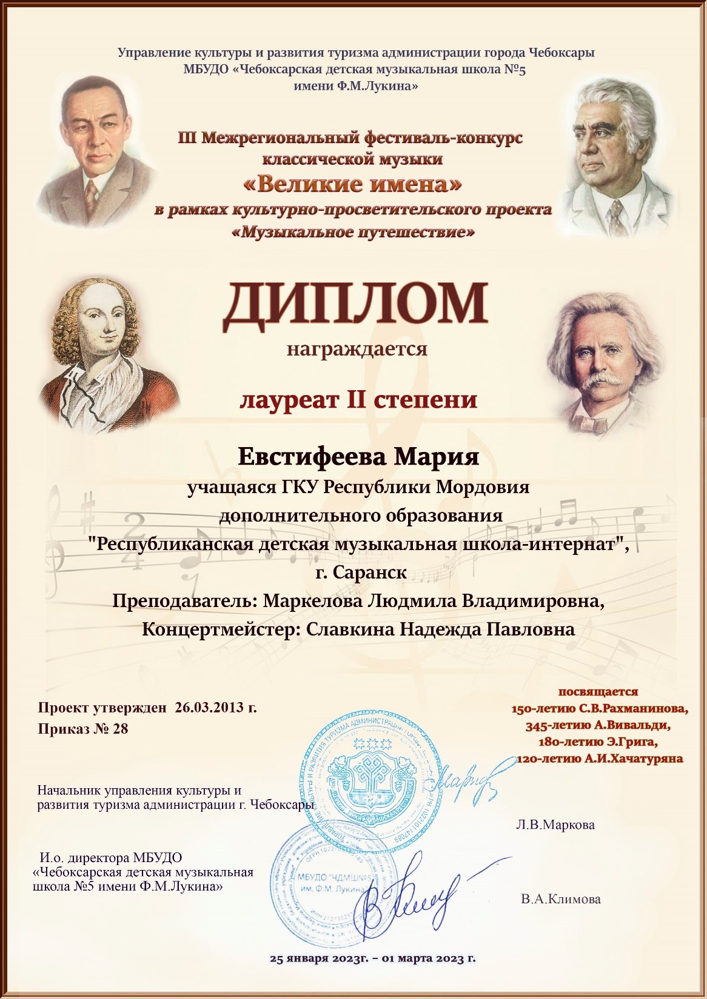 Управление культуры и развития туризма администрации города Чебоксары
МБУДО «Чебоксарская детская музыкальная школа №5
имени Ф.М.Лукина»
III Межрегиональный фестиваль-конкурс
классической музыки
«Великие имена»
в рамках культурно-просветительского проекта
«Музыкальное путешествие»
ДИПЛОМ
награждается
лауреат II степени
Евстифеева Мария
учащаяся ГКУ Республики Мордовия
дополнительного образования
"Республиканская детская музыкальная школа-интернат",
г. Саранск
Преподаватель: Маркелова Людмила Владимировна,
Концертмейстер: Славкина Надежда Павловна
посвящается
150-летию С.В.Рахманинова,
345-летию А.Вивальди,
180-летию Э.Грига,
120-летию А.И.Хачатуряна
Проект утвержден 26.03.2013 г.
Приказ № 28
Начальник управления культуры и
развития туризма администрации г. Чебоксары
Л.В.Маркова
И.о. директора МБУДО
«Чебоксарская детская музыкальная
школа №5 имени Ф.М.Лукина»
В.А.Климова
МБУДО "ЧДМШ№5
им. Ф.М. Лукина
25 января 2023г. – 01 марта 2023 г.